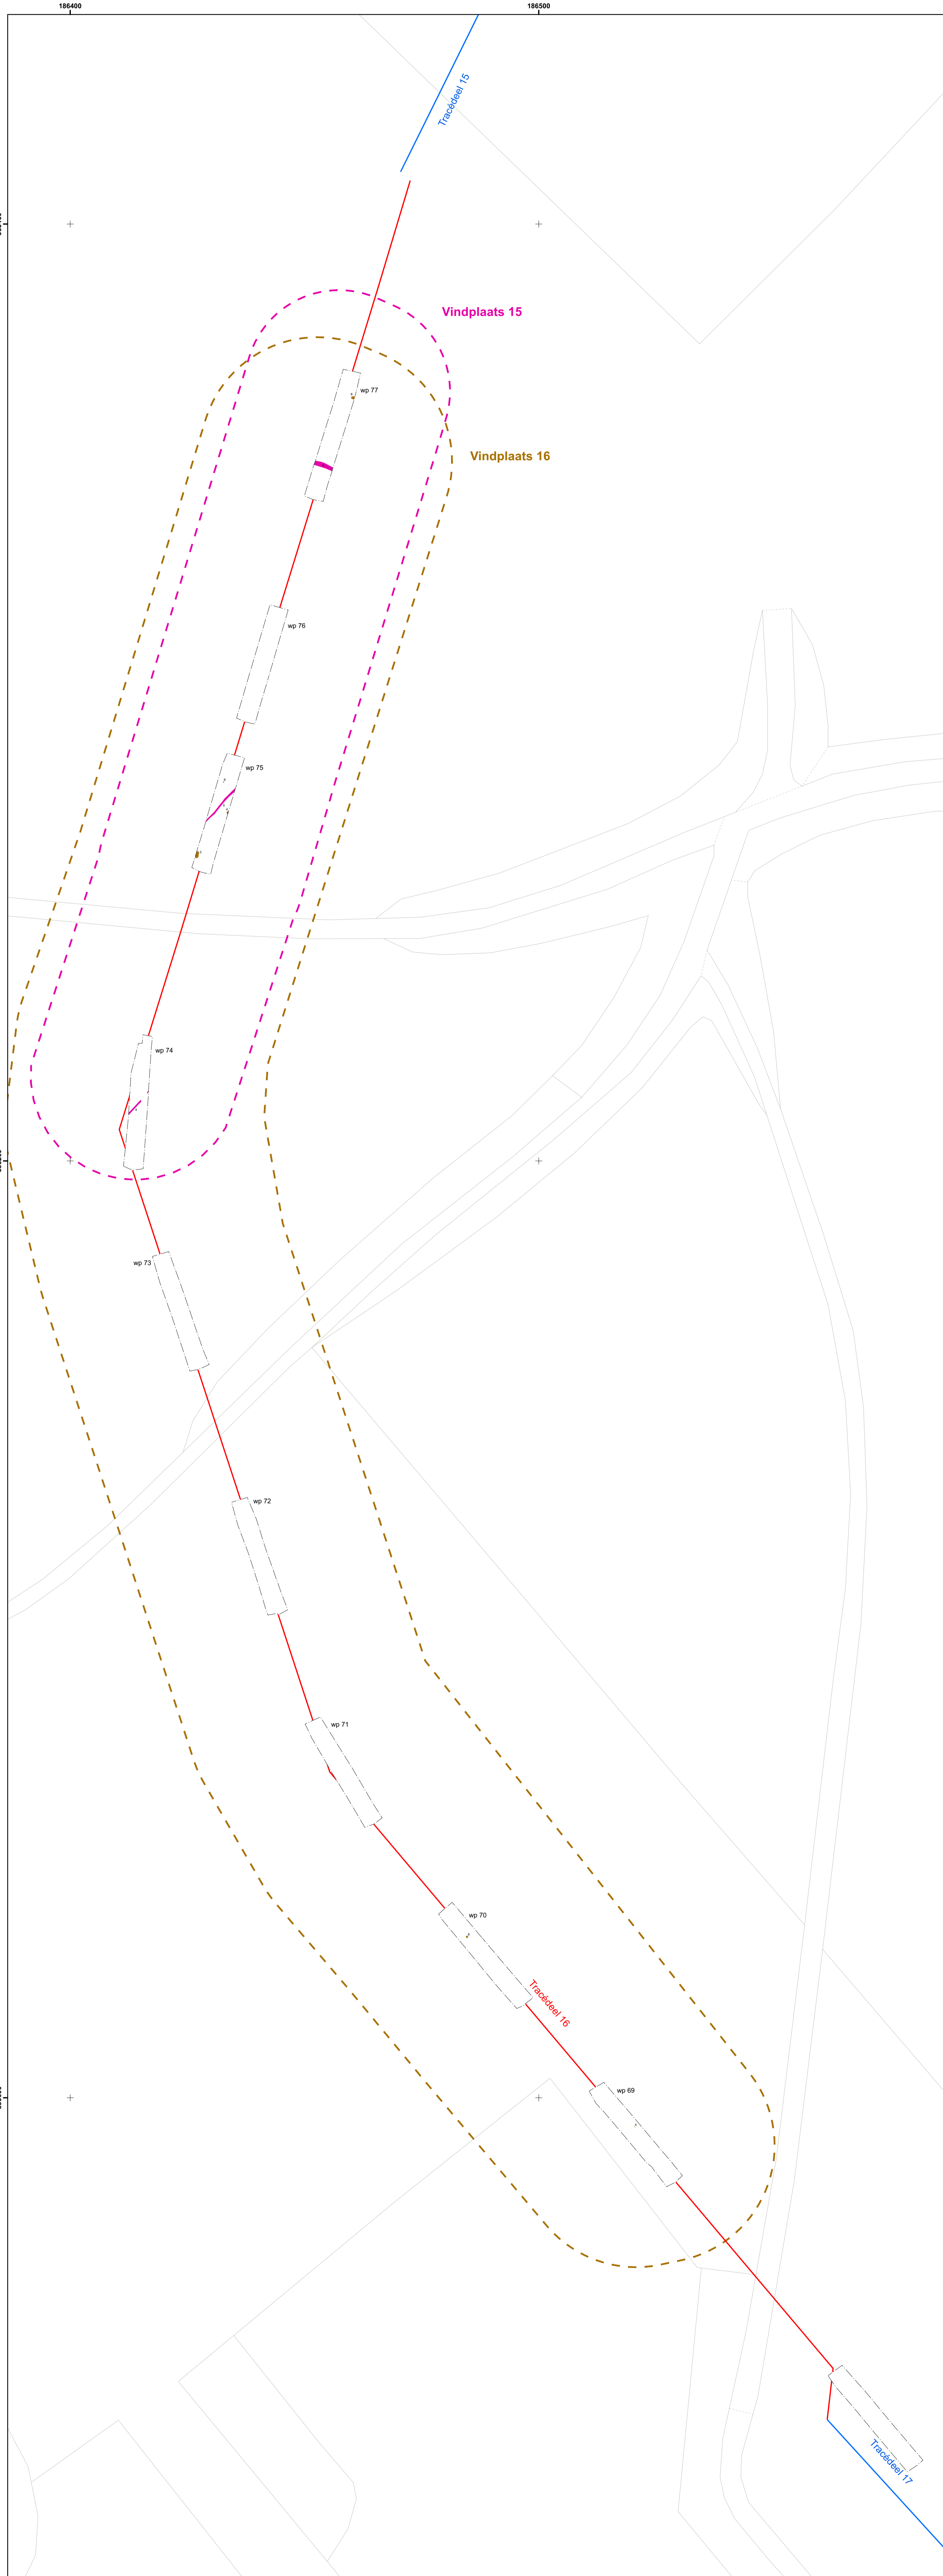 186400
186500
Tracédeel 15
Vindplaats 15
wp 77
Vindplaats 16
wp 76
wp 75
wp 74
wp 73
wp 72
wp 71
wp 70
Tracédeel 16
wp 69
Tracédeel 17